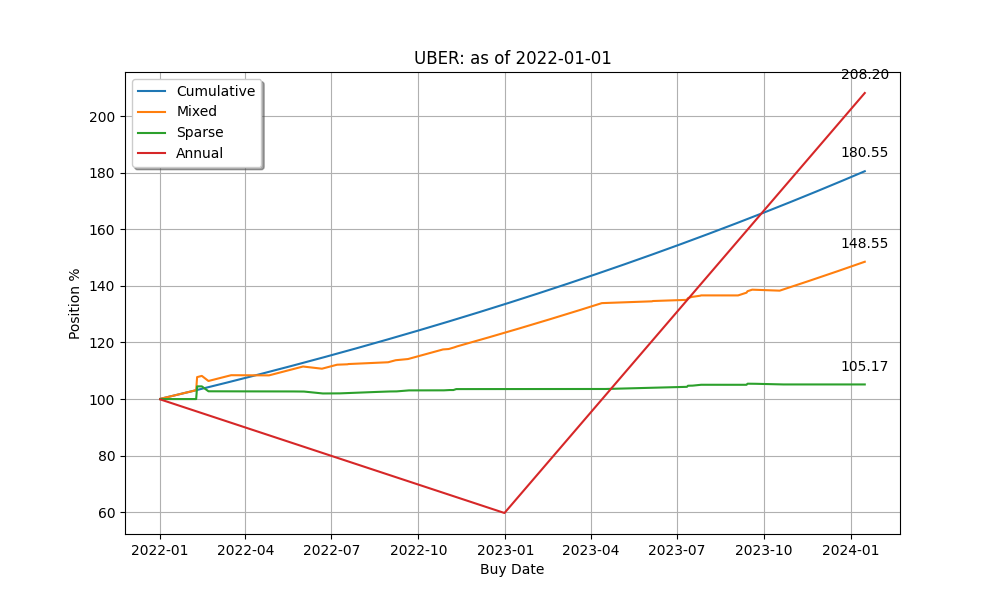 UBER: as of 2022-01-01
Cumulative
Mixed
Sparse
Annual
208.20
180.55
148.55
105.17
Position %
200
180
160
140
120
100
80
60
2022-01 2022-04 2022-07 2022-10 2023-01 2023-04 2023-07 2023-10 2024-01
Buy Date